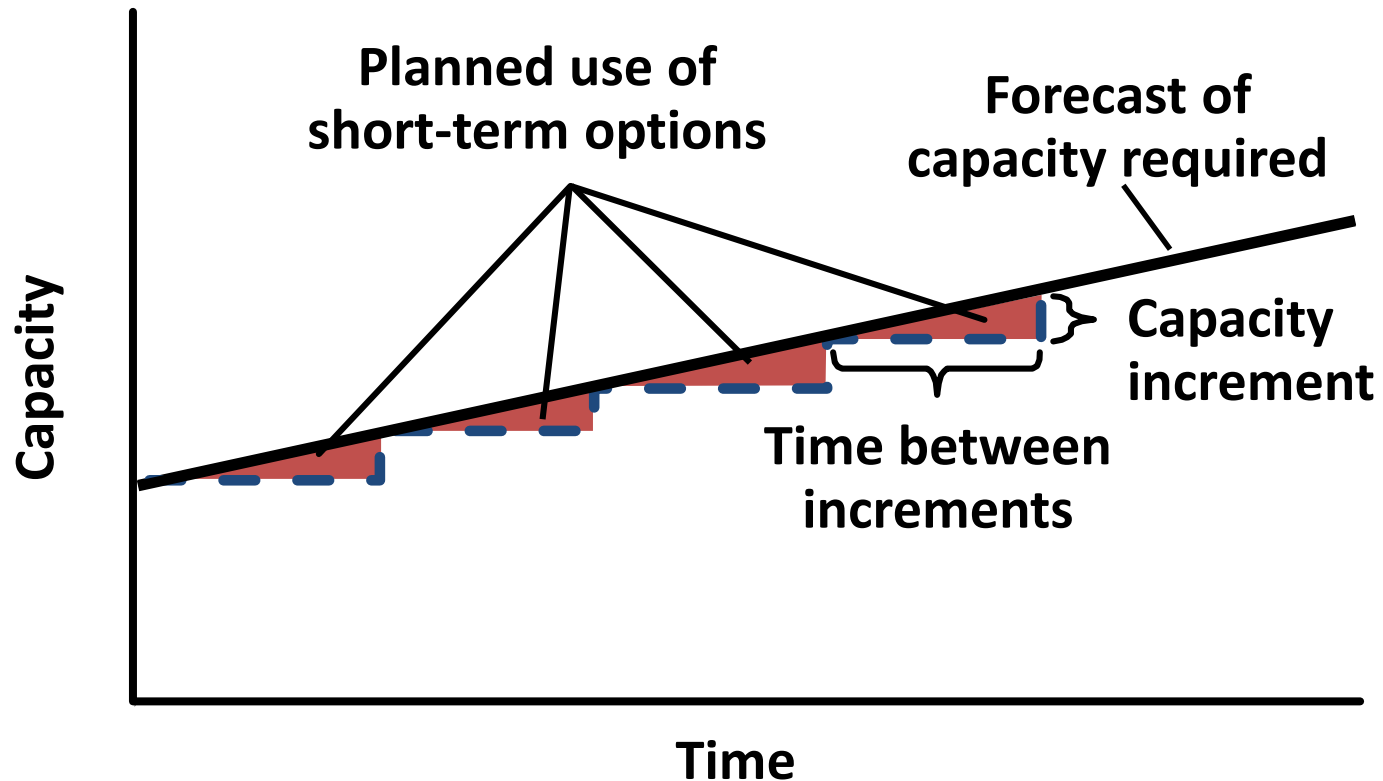 Planned use of
short-term options
Forecast of
capacity required
Capacity
Capacity
increment
Time between
increments
Time